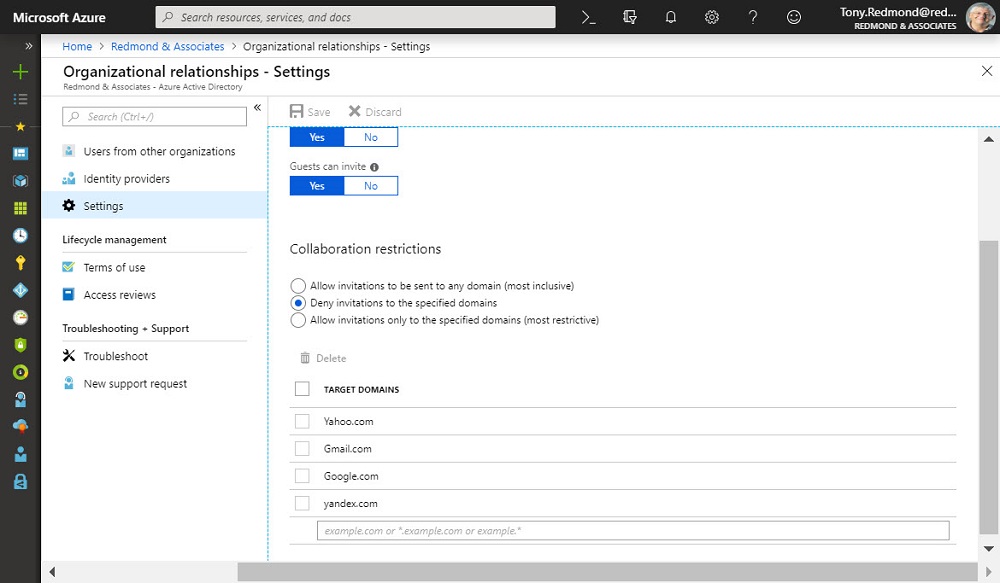 Microsoft Azure
Search resources, services, and docs
Tony.Redmond@red...
REDMOND & ASSOCIATES
Home > Redmond & Associates > Organizational relationships - Settings
Organizational relationships - Settings
Redmond & Associates - Azure Active Directory
Search (Ctrl+/)
Users from other organizations
Identity providers
Settings
Lifecycle management
Terms of use
Access reviews
Troubleshooting + Support
Troubleshoot
New support request
Save Discard
Yes No
Guests can invite
Yes No
Collaboration restrictions
Allow invitations to be sent to any domain (most inclusive)
Deny invitations to the specified domains
Allow invitations only to the specified domains (most restrictive)
Delete
TARGET DOMAINS
Yahoo.com
Gmail.com
Google.com
yandex.com
example.com or *.example.com or example.*